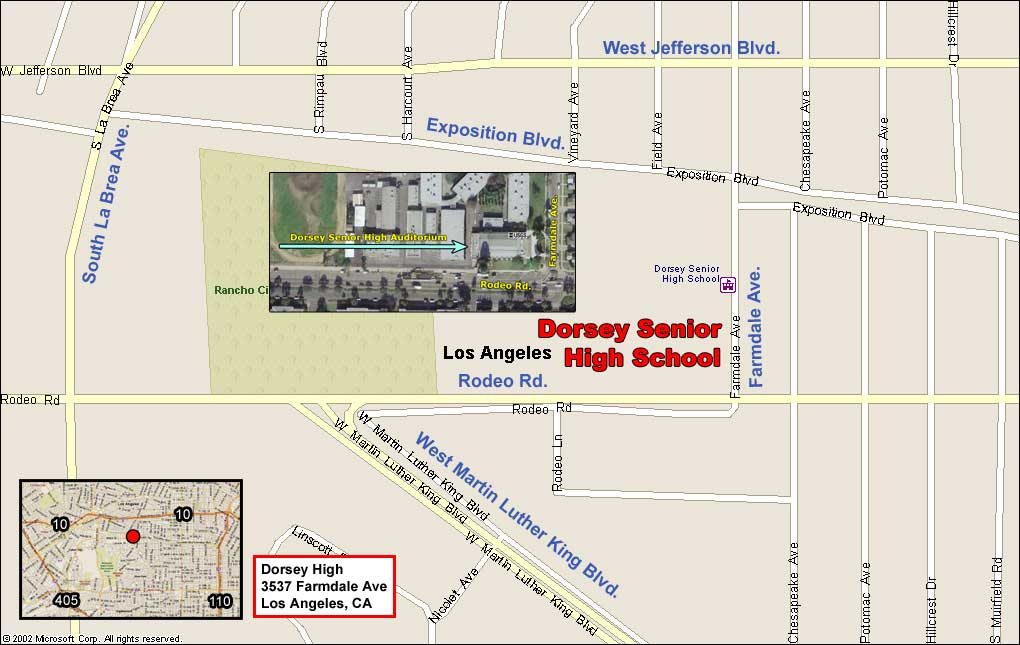 West Jefferson Blvd.
W Jefferson Blvd
S La Brea Ave
S Rimpau Blvd
S Harcourt Ave
Vineyard Ave
Field Ave
Chesapeake Ave
Potomac Ave
Hillcrest Dr
South La Brea Ave.
Exposition Blvd.
Exposition Blvd
Exposition Blvd
Dorsey Senior High Auditorium
USGS
Farmdale Ave.
Rodeo Rd.
Rancho Ci
Dorsey Senior
High School
Farmdale Ave
Farmdale Ave.
Dorsey Senior
High School
Los Angeles
Rodeo Rd.
Rodeo Rd
Rodeo Rd
Rodeo Ln
W Martin Luther King Blvd
W Martin Luther King Blvd
West Martin Luther King Blvd.
W Martin Luther King Blvd
10
10
405
110
Linscott
Nicolet Ave
Dorsey High
3537 Farmdale Ave
Los Angeles, CA
Chesapeake Ave
Potomac Ave
Hillcrest Dr
S Muirfield Rd
© 2002 Microsoft Corp. All rights reserved.